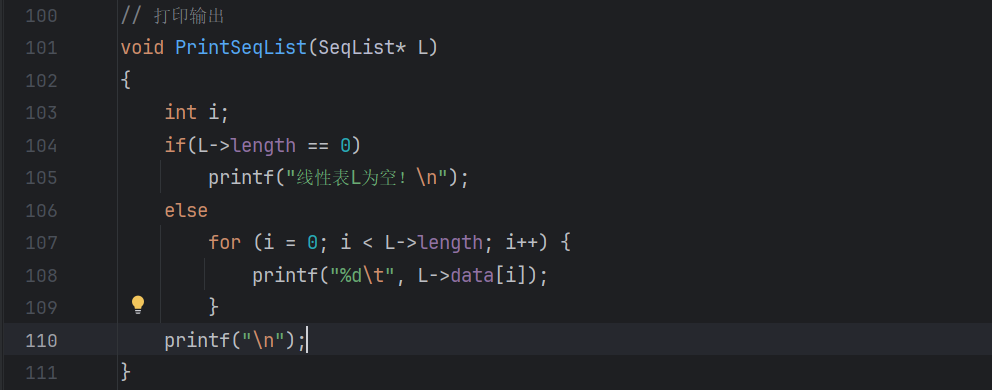 100 // 打印输出
101 void PrintSeqList(SeqList* L)
102 {
103     int i;
104     if(L->length == 0)
105         printf("线性表L为空！\n");
106     else
107         for (i = 0; i < L->length; i++) {
108             printf("%d\t", L->data[i]);
109         }
110     printf("\n");
111 }